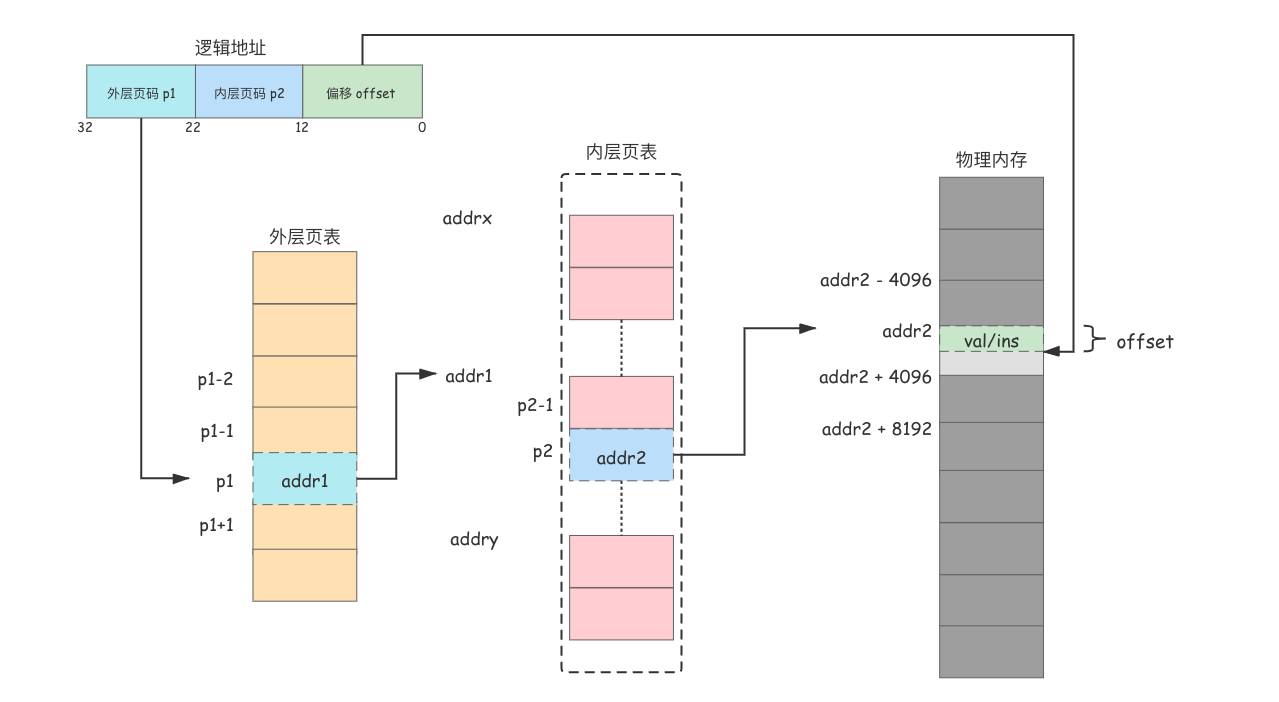 逻辑地址
外层页码 p1
内层页码 p2
偏移 offset
32
22
12
0
外层页表
p1-2
p1-1
p1
p1+1
addr1
addrx
addr1
addry
内层页表
p2-1
p2
addr2
物理内存
addr2 - 4096
addr2
addr2 + 4096
addr2 + 8192
val/ins
offset